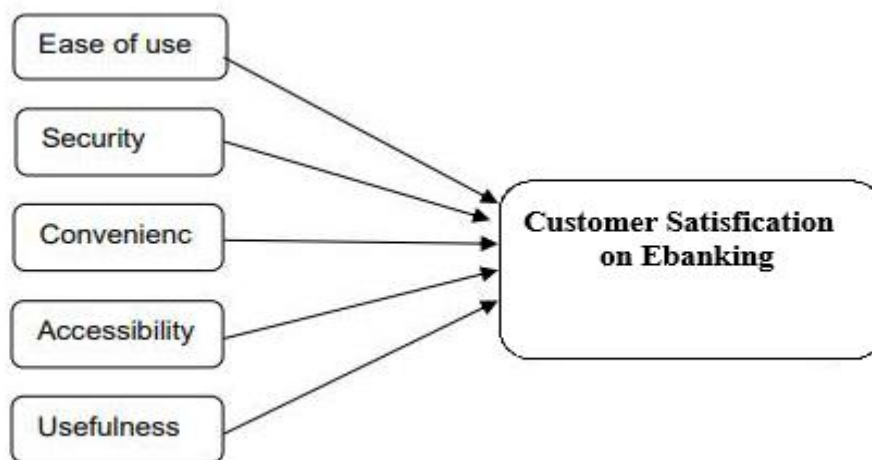 Ease of use
Security
Convenienc
Accessibility
Usefulness
Customer Satisfication
on Ebanking